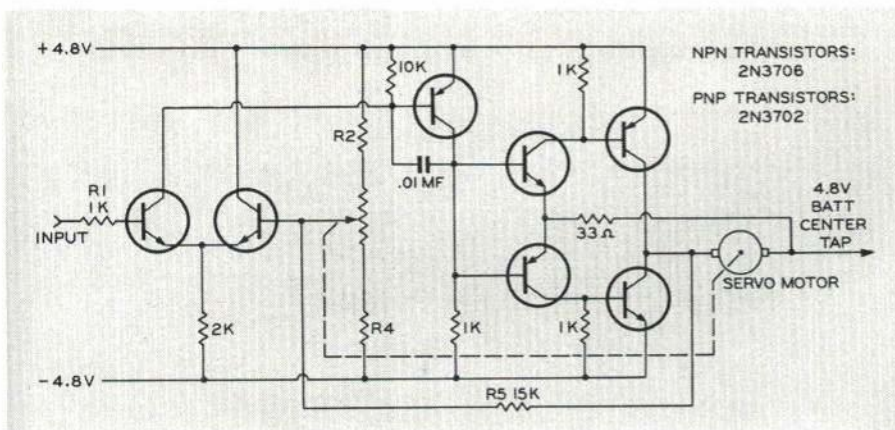 + 4.8V
10K
1K
NPN TRANSISTORS:
2N3706
PNP TRANSISTORS:
2N3702
R2
.01 MF
R1
1K
INPUT
33 Ω
4.8V
BATT
CENTER
TAP
SERVO MOTOR
2K
R4
1K
1K
- 4.8V
R5 15K